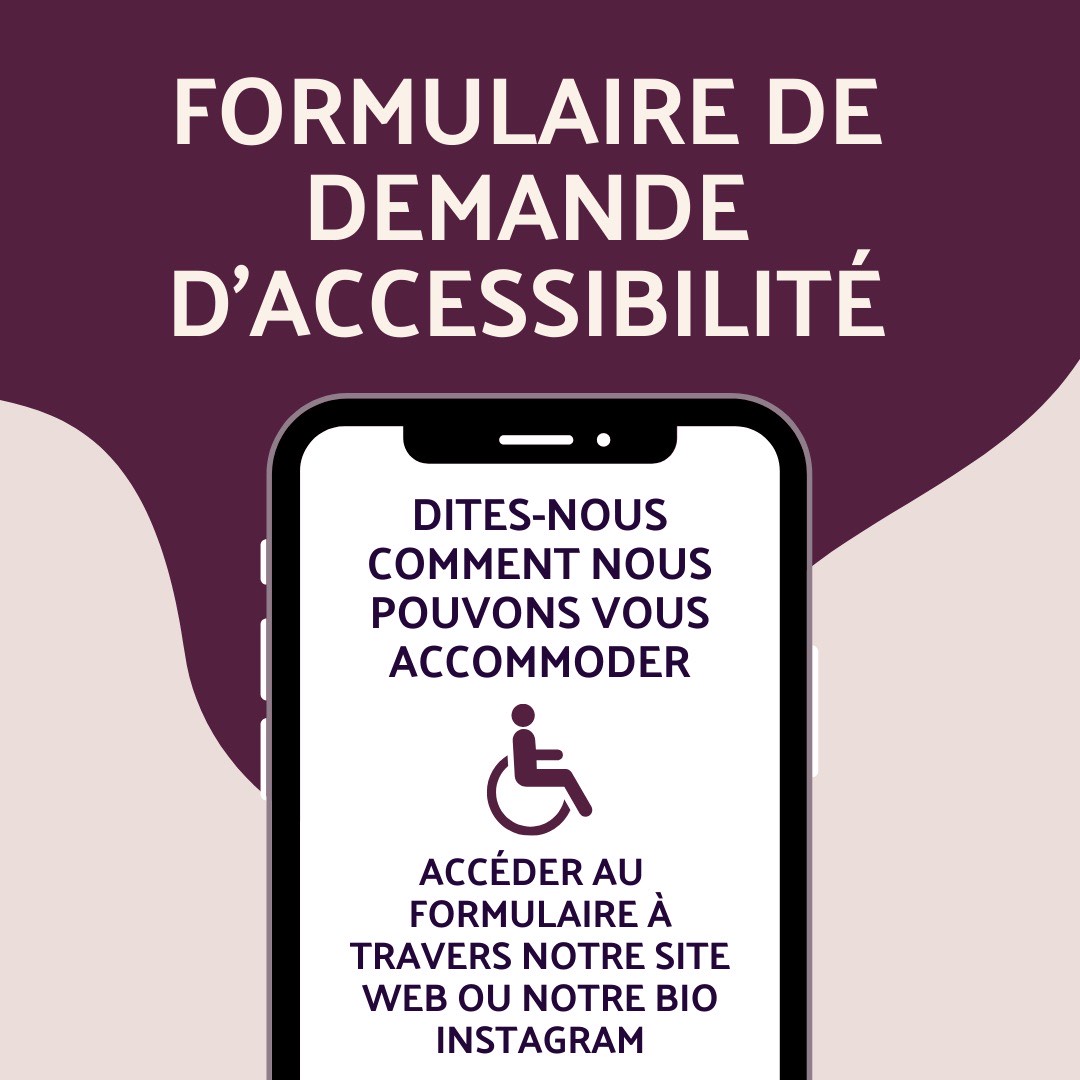 FORMULAIRE DE
DEMANDE
D’ACCESSIBILITÉ
DITES-NOUS
COMMENT NOUS
POUVONS VOUS
ACCOMMODER
ACCÉDER AU
FORMULAIRE À
TRAVERS NOTRE SITE
WEB OU NOTRE BIO
INSTAGRAM